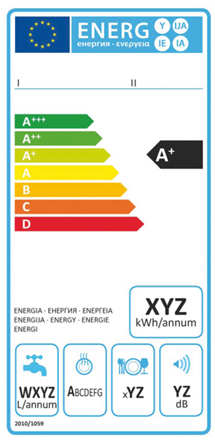 ENERG Y IJA IE IA
енергия · ενεργεια
I II
A+++
A++
A+ A+
A
B
C
D
XYZ
kWh/annum
ENERGIA · ЕНЕРГИЯ · ΕΝΕΡΓΕΙΑ
ENERGIJA · ENERGY · ENERGIE
ENERGI
WXYZ
L/annum
ABCDEFG
xYZ
YZ
dB
2010/1059